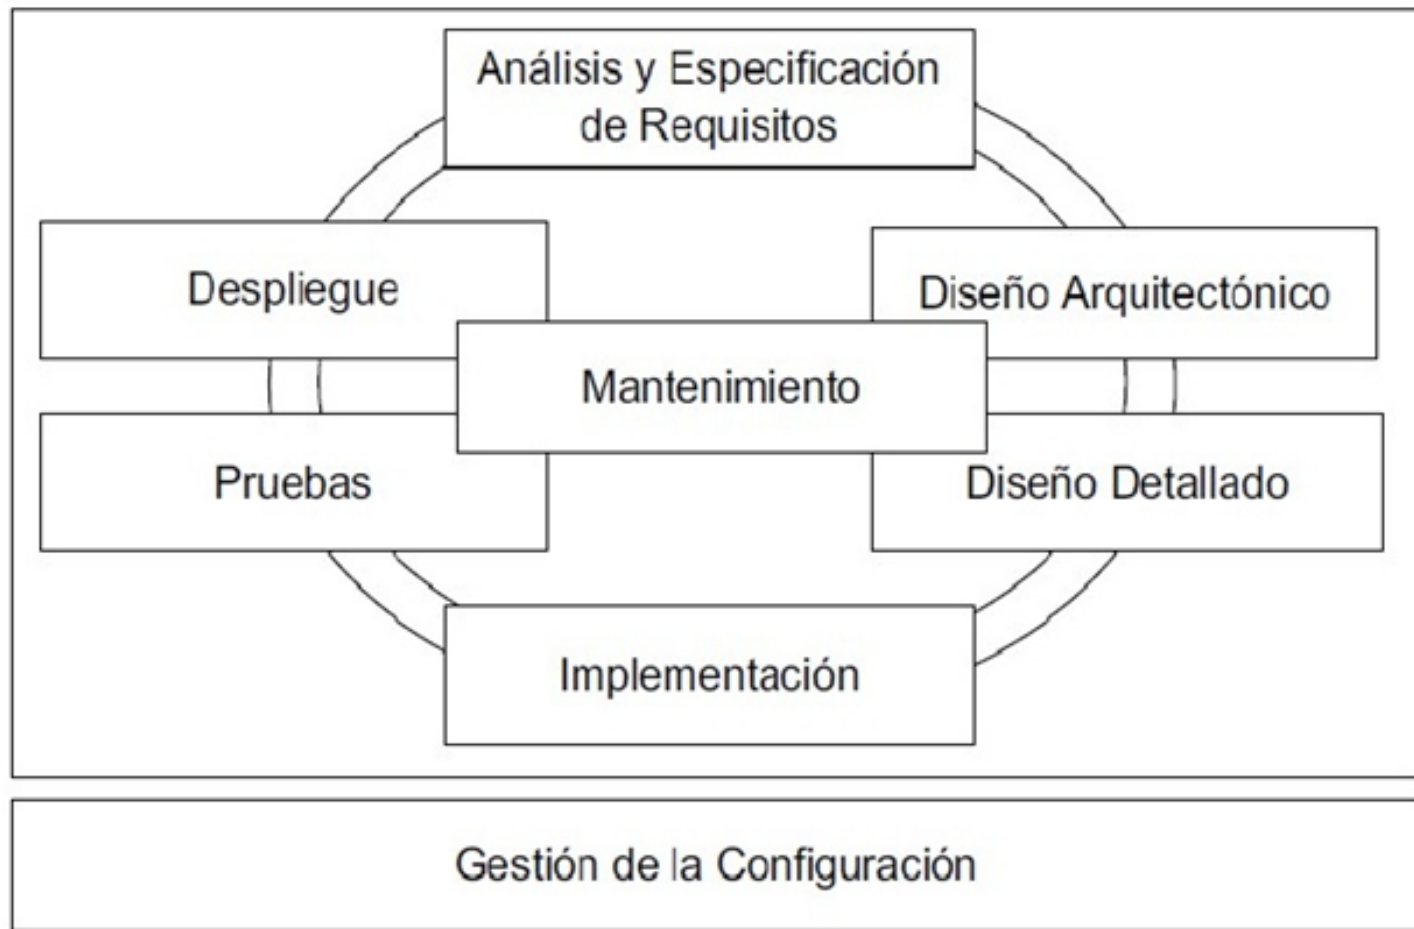 Análisis y Especificación
de Requisitos
Despliegue
Diseño Arquitectónico
Mantenimiento
Pruebas
Diseño Detallado
Implementación
Gestión de la Configuración